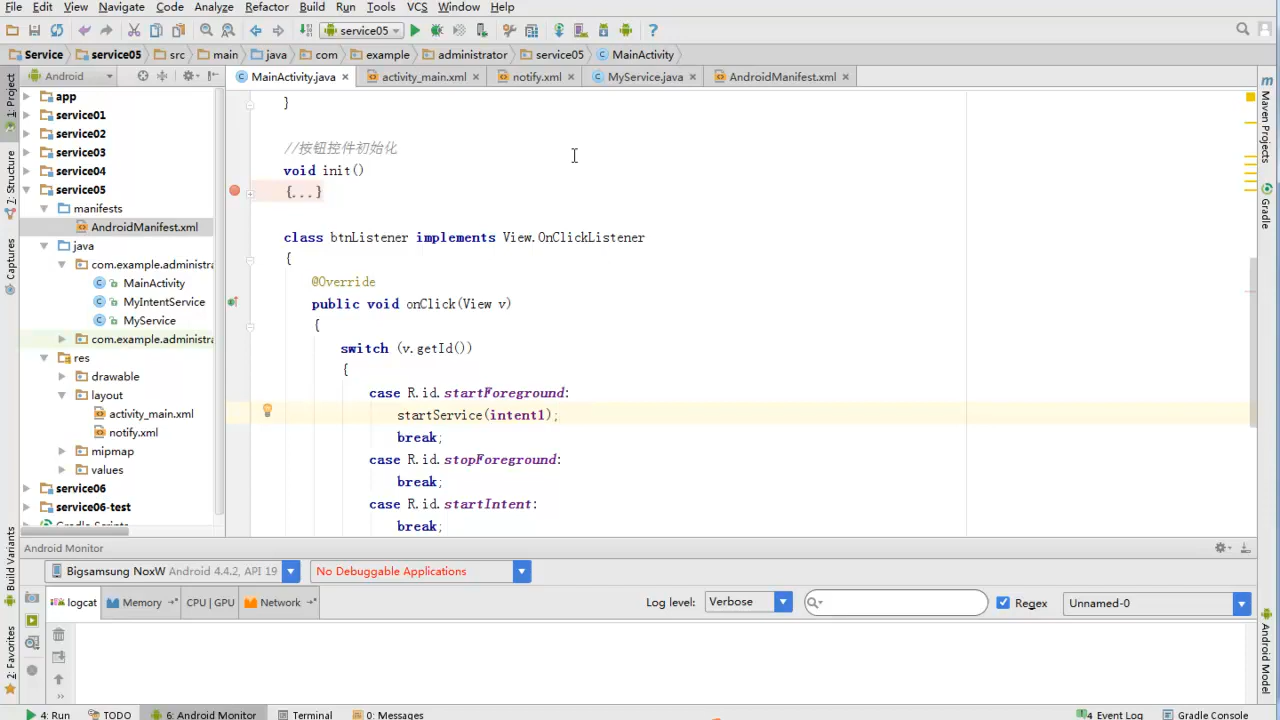 File Edit View Navigate Code Analyze Refactor Build Run Tools VCS Window Help
service05
Service service05 src main java com example administrator service05 MainActivity
1: Project
7: Structure
Captures
Build Variants
2: Favorites
Android
app
service01
service02
service03
service04
service05
manifests
AndroidManifest.xml
java
com.example.administra
MainActivity
MyIntentService
MyService
com.example.administra
res
drawable
layout
activity_main.xml
notify.xml
mipmap
values
service06
service06-test
Gradle Scripts
MainActivity.java activity_main.xml notify.xml MyService.java AndroidManifest.xml
}
//按钮控件初始化
void init()
{...}
class btnListener implements View.OnClickListener
{
@Override
public void onClick(View v)
{
switch (v.getId())
{
case R.id.startForeground:
startService(intent1);
break;
case R.id.stopForeground:
break;
case R.id.startIntent:
break;
Maven Projects
Gradle
Android Model
Android Monitor
Bigsamsung NoxW Android 4.4.2, API 19 No Debuggable Applications
logcat Memory CPU | GPU Network Log level: Verbose Regex Unnamed-0
4: Run TODO 6: Android Monitor Terminal 0: Messages 4 Event Log Gradle Console